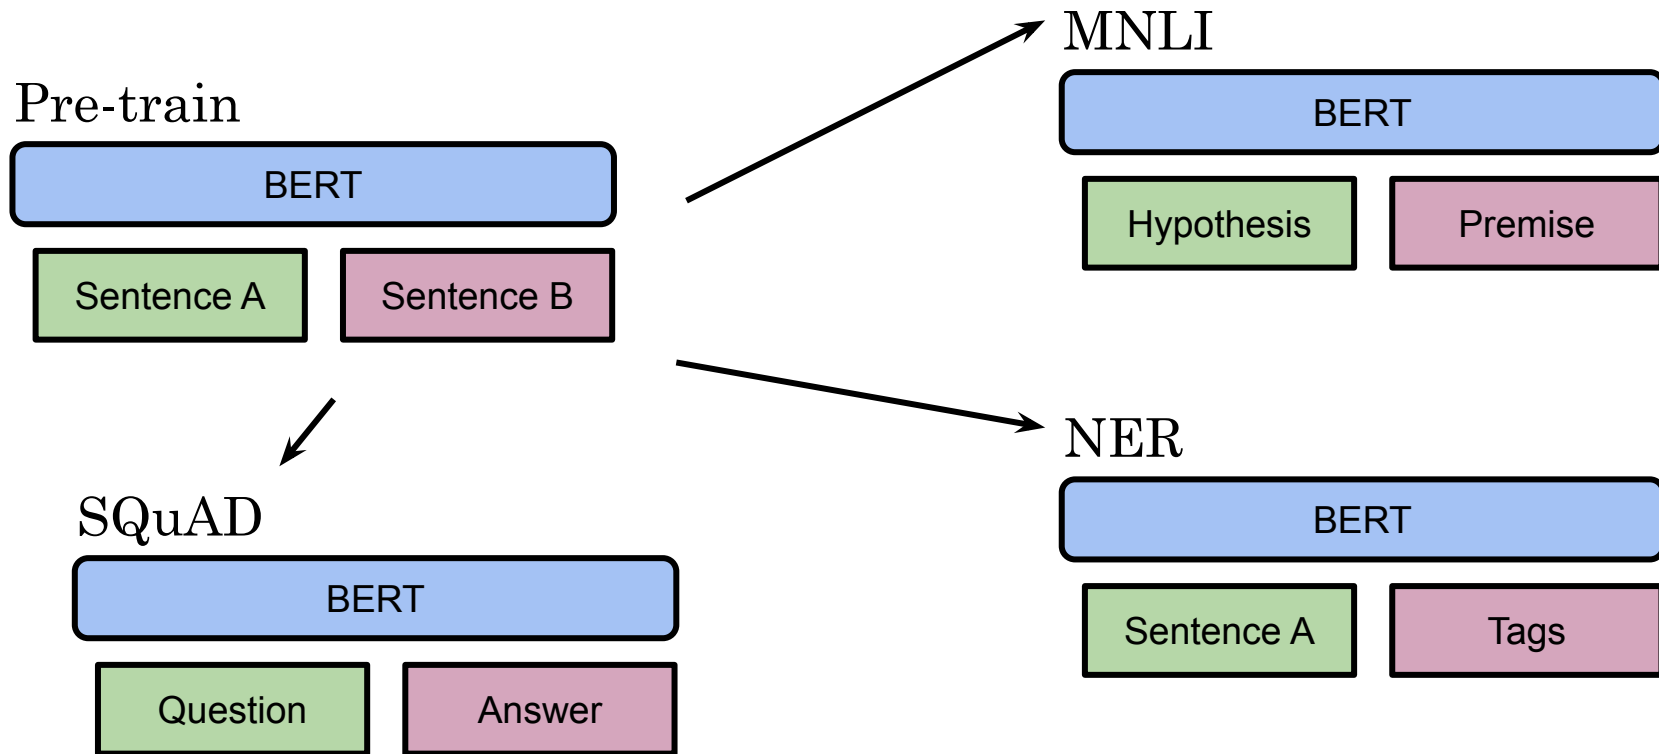 Pre-train
BERT
Sentence A
Sentence B
MNLI
BERT
Hypothesis
Premise
SQuAD
BERT
Question
Answer
NER
BERT
Sentence A
Tags